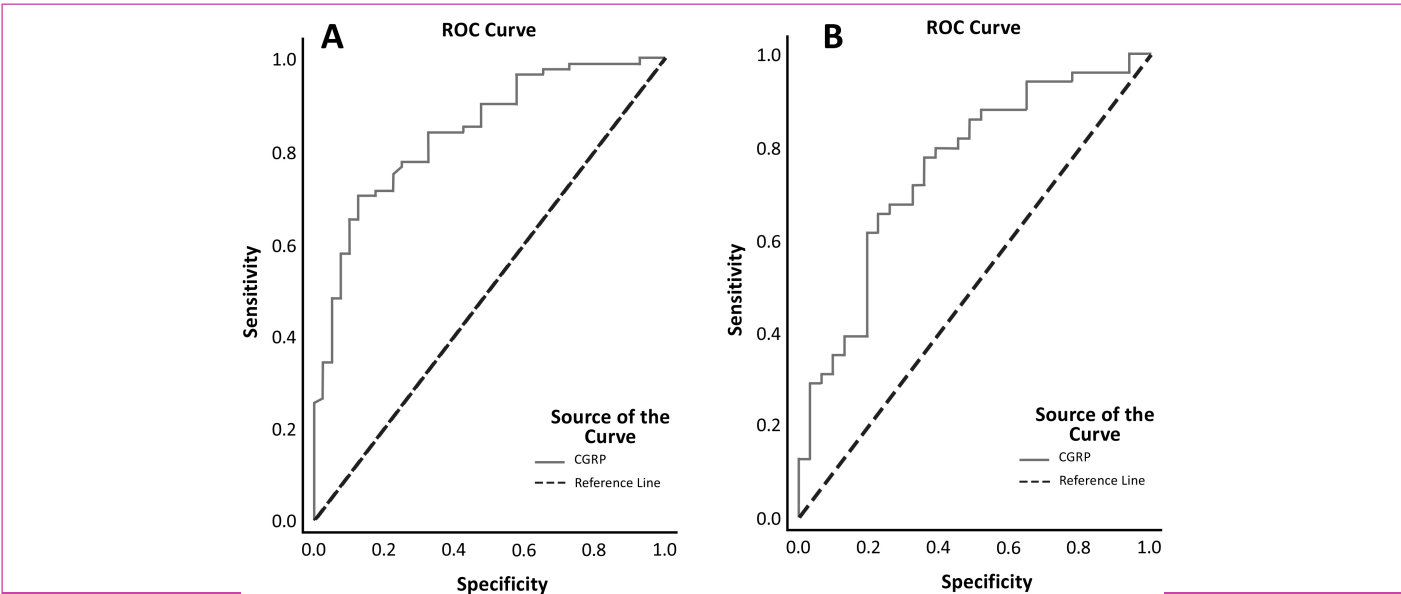 A
ROC Curve
1.0
0.8
0.6
0.4
0.2
0.0
Sensitivity
Source of the
Curve
CGRP
Reference Line
0.0 0.2 0.4 0.6 0.8 1.0
Specificity
B
ROC Curve
1.0
0.8
0.6
0.4
0.2
0.0
Sensitivity
Source of the
Curve
CGRP
Reference Line
0.0 0.2 0.4 0.6 0.8 1.0
Specificity